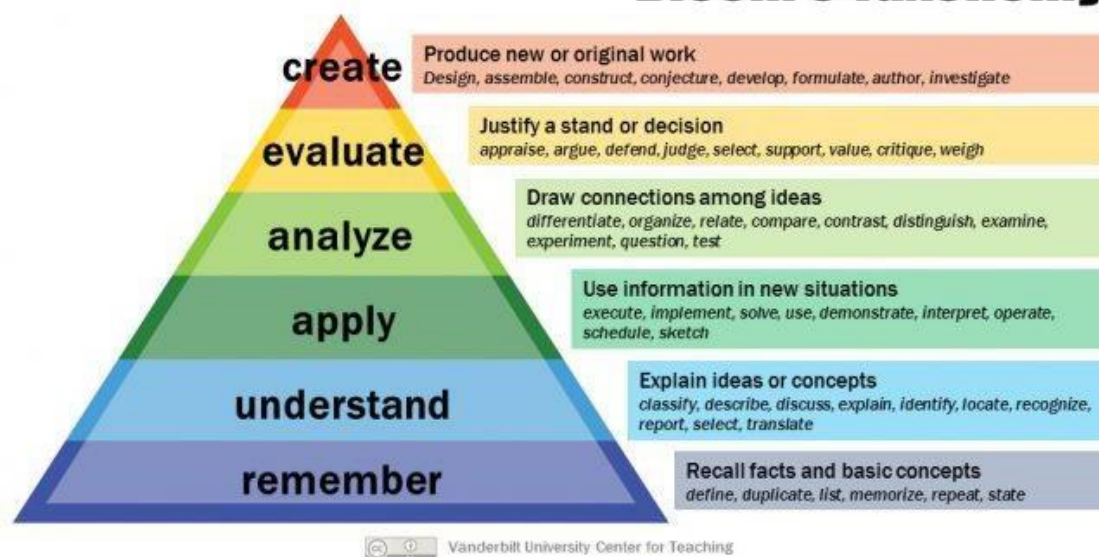 create
Produce new or original work
Design, assemble, construct, conjecture, develop, formulate, author, investigate
evaluate
Justify a stand or decision
appraise, argue, defend, judge, select, support, value, critique, weigh
analyze
Draw connections among ideas
differentiate, organize, relate, compare, contrast, distinguish, examine,
experiment, question, test
apply
Use information in new situations
execute, implement, solve, use, demonstrate, interpret, operate,
schedule, sketch
understand
Explain ideas or concepts
classify, describe, discuss, explain, identify, locate, recognize,
report, select, translate
remember
Recall facts and basic concepts
define, duplicate, list, memorize, repeat, state
cc
Vanderbilt University Center for Teaching